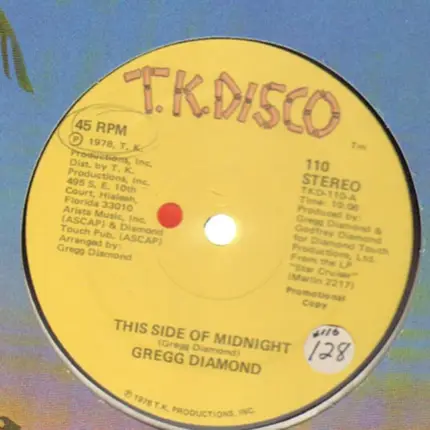 T.K.DISCO
TM
45 RPM
Ⓟ 1978, T. K.
Productions, Inc.
Dist. by T. K.
Productions, Inc.
495 S. E. 10th
Court, Hialeah,
Florida 33010
Arista Music, Inc.
(ASCAP) & Diamond
Touch Pub. (ASCAP)
Arranged by
Gregg Diamond
110
STEREO
TKD-110-A
Time: 10:98
Produced by:
Gregg Diamond &
Godfrey Diamond
for Diamond Touch
Productions, Ltd.
From the LP
"Star Cruiser"
(Marlin 2217)
Promotional
Copy
THIS SIDE OF MIDNIGHT
(Gregg Diamond)
GREGG DIAMOND
128
© 1978 T. K. PRODUCTIONS, INC.